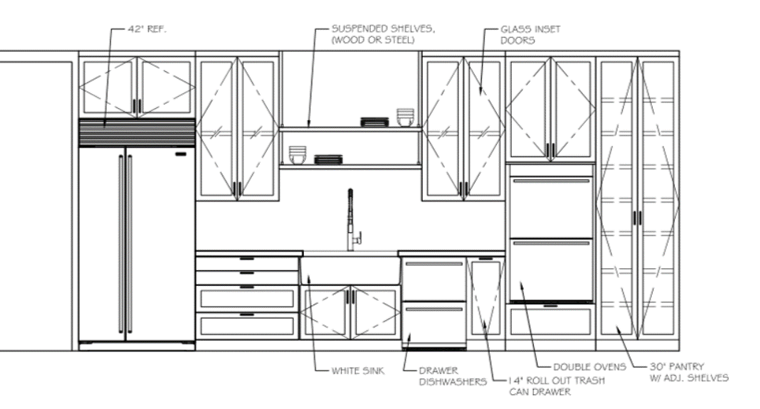 42" REF.
SUSPENDED SHELVES,
(WOOD OR STEEL)
GLASS INSET
DOORS
WHITE SINK
DRAWER
DISHWASHERS
14" ROLL OUT TRASH
CAN DRAWER
DOUBLE OVENS
30" PANTRY
W/ ADJ. SHELVES